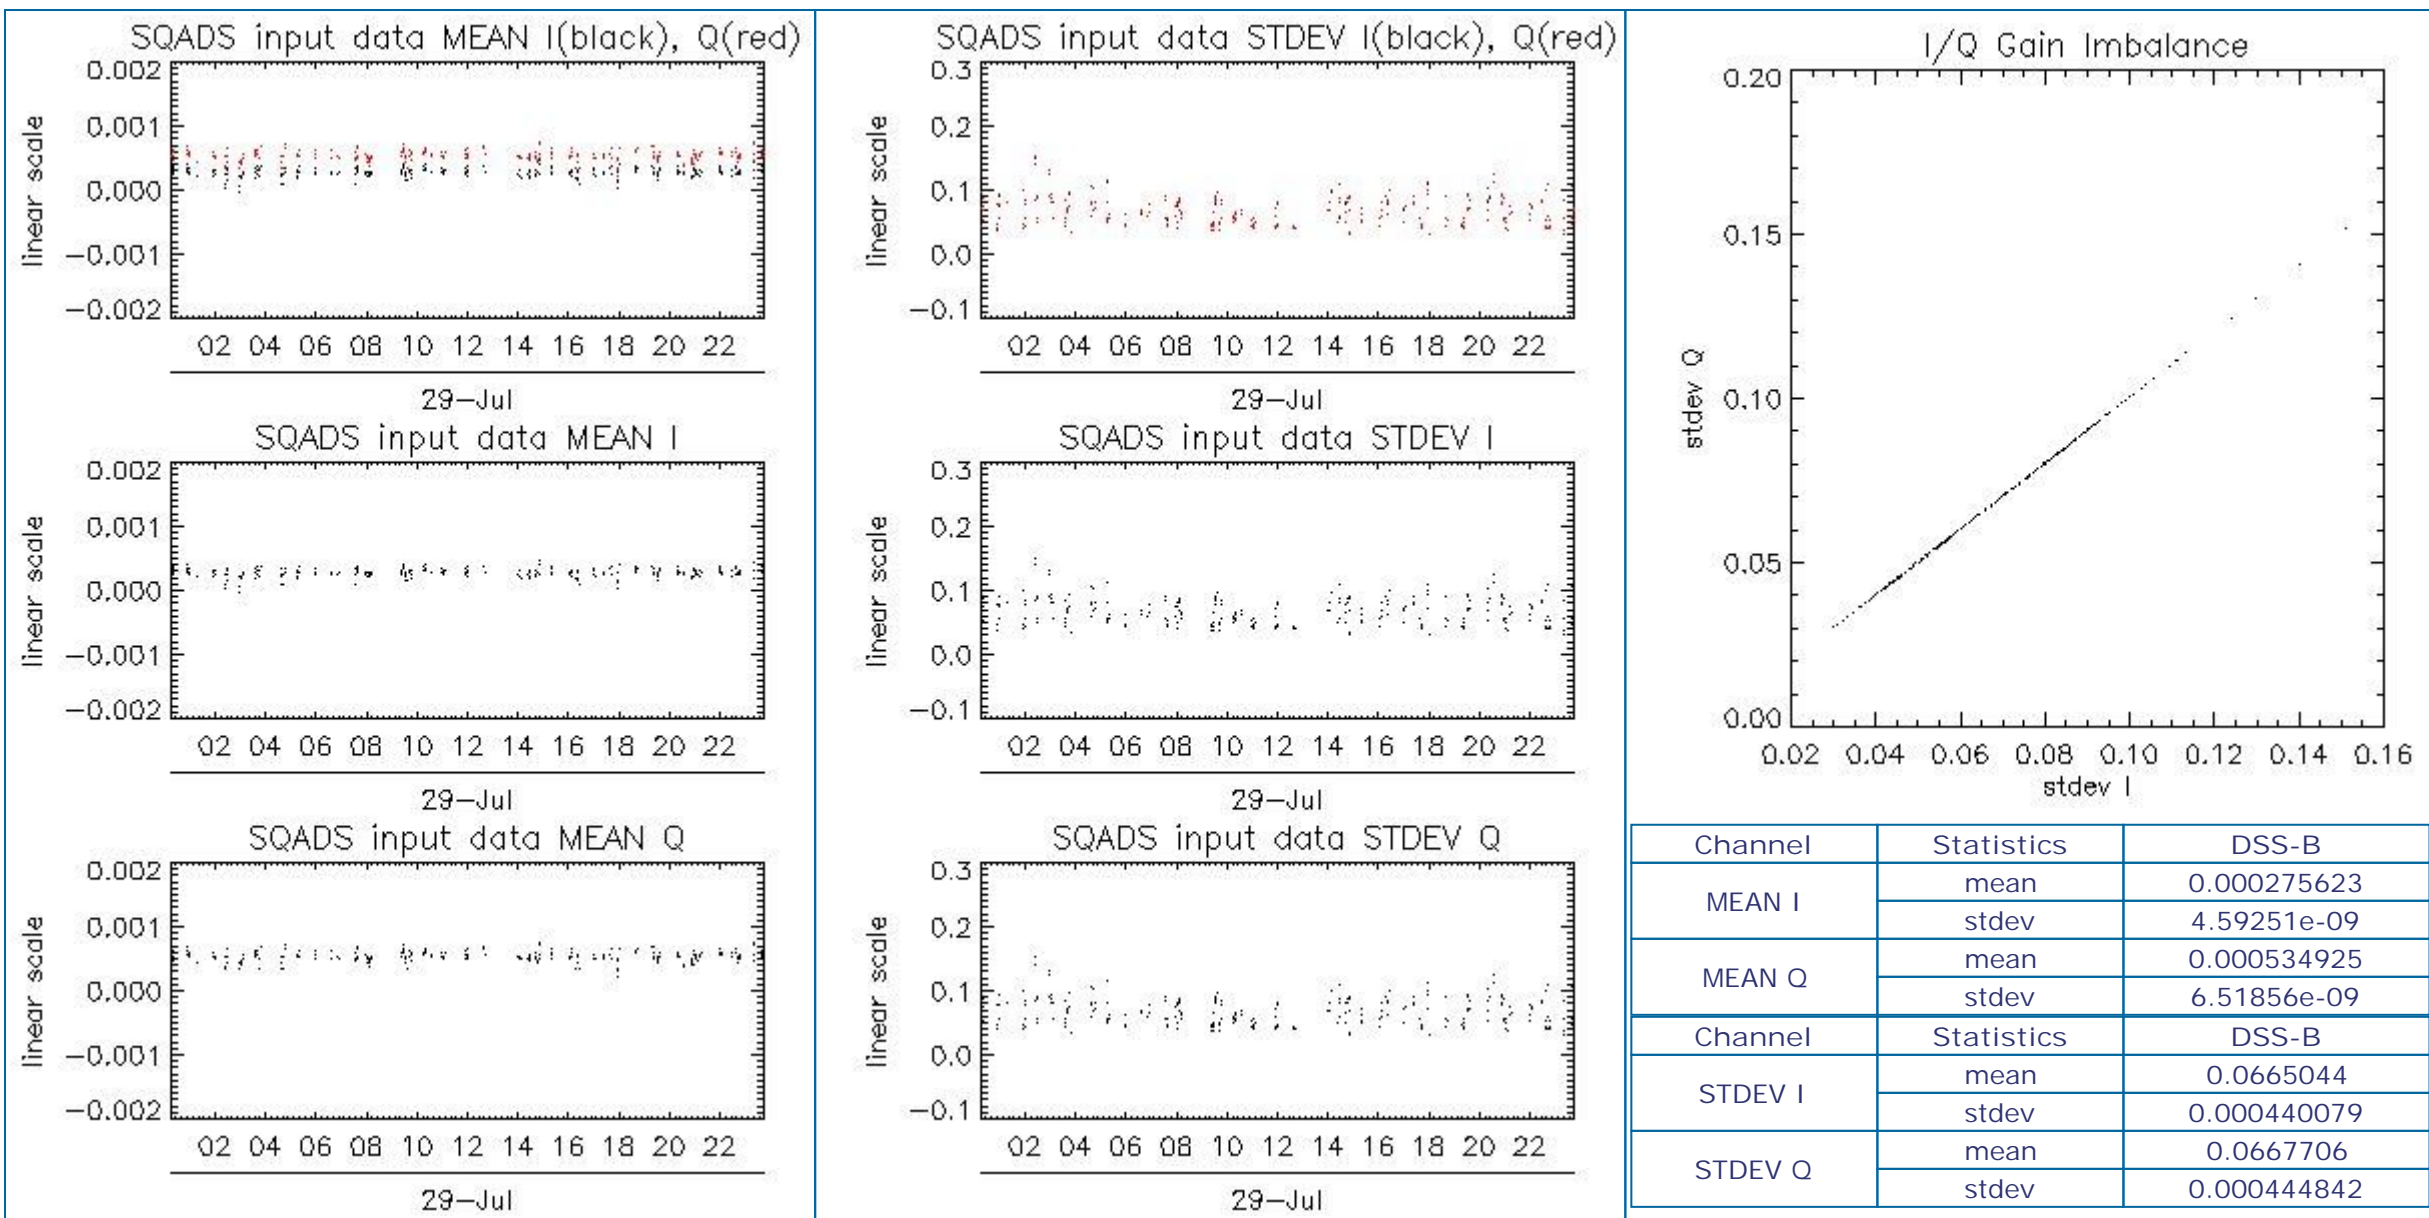 SQADS input data MEAN I(black), Q(red)
0.002
0.001
0.000
−0.001
−0.002
linear scale
02 04 06 08 10 12 14 16 18 20 22
29−Jul
SQADS input data MEAN I
0.002
0.001
0.000
−0.001
−0.002
linear scale
02 04 06 08 10 12 14 16 18 20 22
29−Jul
SQADS input data MEAN Q
0.002
0.001
0.000
−0.001
−0.002
linear scale
02 04 06 08 10 12 14 16 18 20 22
29−Jul
SQADS input data STDEV I(black), Q(red)
0.3
0.2
0.1
0.0
−0.1
linear scale
02 04 06 08 10 12 14 16 18 20 22
29−Jul
SQADS input data STDEV I
0.3
0.2
0.1
0.0
−0.1
linear scale
02 04 06 08 10 12 14 16 18 20 22
29−Jul
SQADS input data STDEV Q
0.3
0.2
0.1
0.0
−0.1
linear scale
02 04 06 08 10 12 14 16 18 20 22
29−Jul
I/Q Gain Imbalance
0.20
0.15
0.10
0.05
0.00
stdev Q
0.02 0.04 0.06 0.08 0.10 0.12 0.14 0.16
stdev I
Channel Statistics DSS-B
MEAN I mean 0.000275623
stdev 4.59251e-09
MEAN Q mean 0.000534925
stdev 6.51856e-09
Channel Statistics DSS-B
STDEV I mean 0.0665044
stdev 0.000440079
STDEV Q mean 0.0667706
stdev 0.000444842